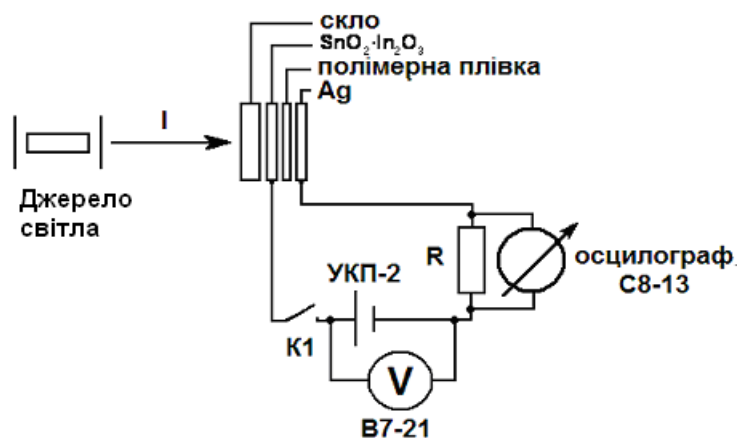 скло
SnO₂·In₂O₃
полімерна плівка
Ag
I
Джерело
світла
R
осцилограф
С8-13
УКП-2
К1
V
В7-21